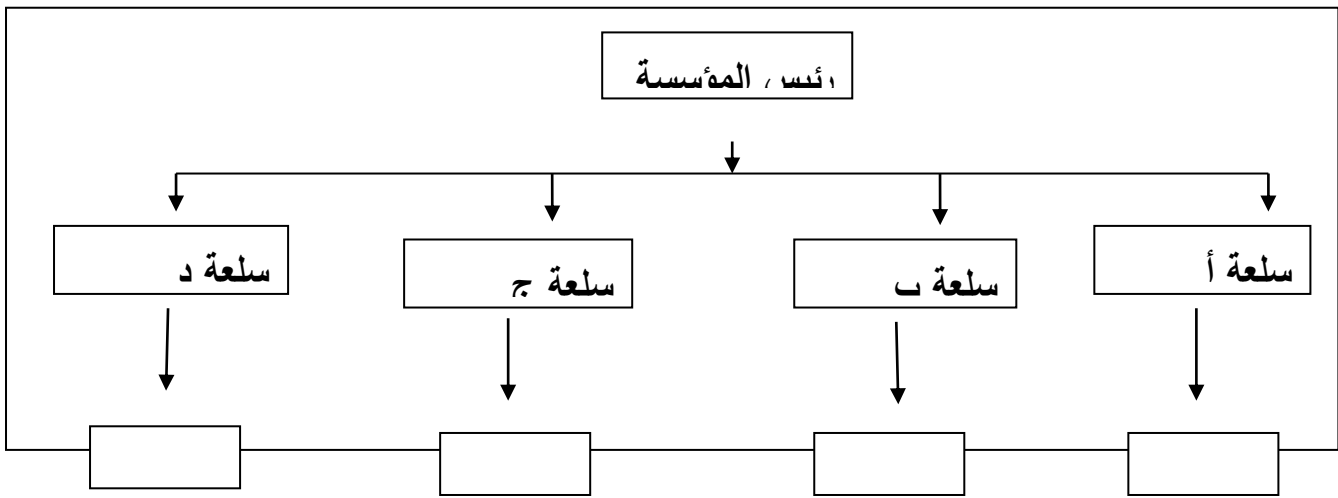 رئيس المؤسسة
سلعة أ
سلعة ب
سلعة ج
سلعة د